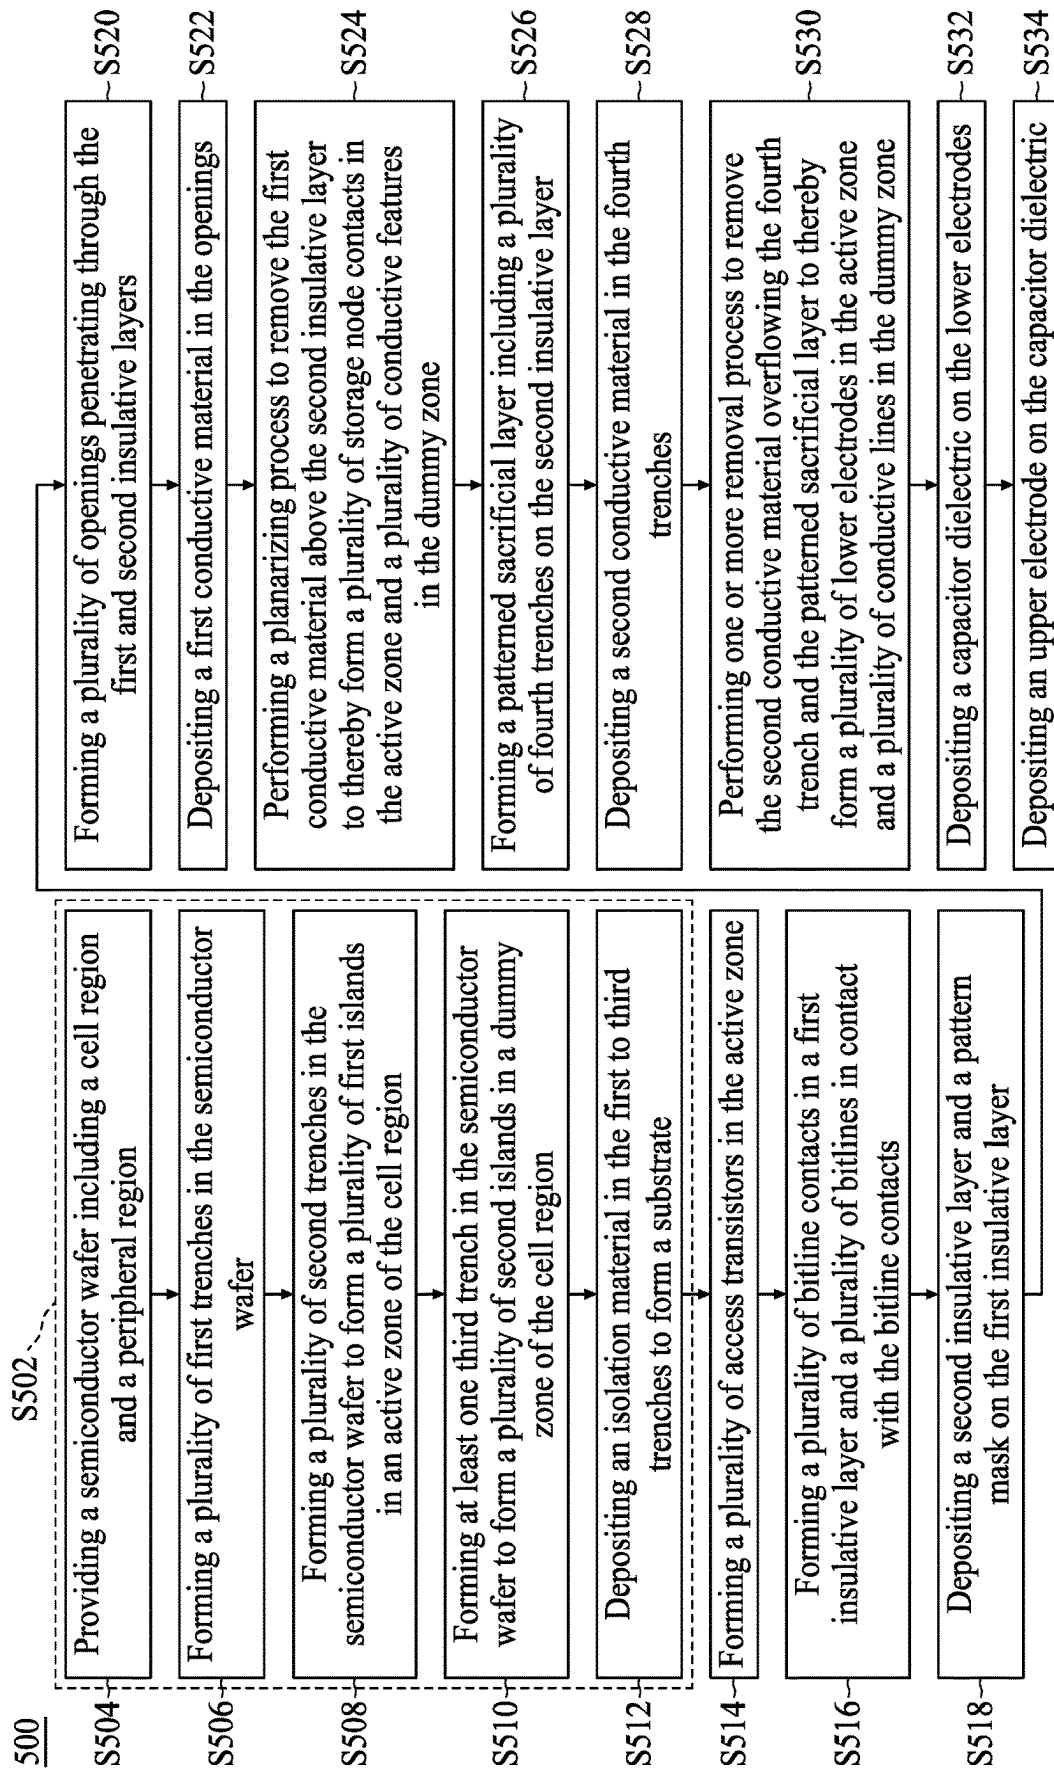 500
S502
S504
Providing a semiconductor wafer including a cell region
and a peripheral region
S506
Forming a plurality of first trenches in the semiconductor
wafer
S508
Forming a plurality of second trenches in the
semiconductor wafer to form a plurality of first islands
in an active zone of the cell region
S510
Forming at least one third trench in the semiconductor
wafer to form a plurality of second islands in a dummy
zone of the cell region
S512
Depositing an isolation material in the first to third
trenches to form a substrate
S514
Forming a plurality of access transistors in the active zone
S516
Forming a plurality of bitline contacts in a first
insulative layer and a plurality of bitlines in contact
with the bitline contacts
S518
Depositing a second insulative layer and a pattern
mask on the first insulative layer
Forming a plurality of openings penetrating through the
first and second insulative layers
S520
Depositing a first conductive material in the openings
S522
Performing a planarizing process to remove the first
conductive material above the second insulative layer
to thereby form a plurality of storage node contacts in
the active zone and a plurality of conductive features
in the dummy zone
S524
Forming a patterned sacrificial layer including a plurality
of fourth trenches on the second insulative layer
S526
Depositing a second conductive material in the fourth
trenches
S528
Performing one or more removal process to remove
the second conductive material overflowing the fourth
trench and the patterned sacrificial layer to thereby
form a plurality of lower electrodes in the active zone
and a plurality of conductive lines in the dummy zone
S530
Depositing a capacitor dielectric on the lower electrodes
S532
Depositing an upper electrode on the capacitor dielectric
S534